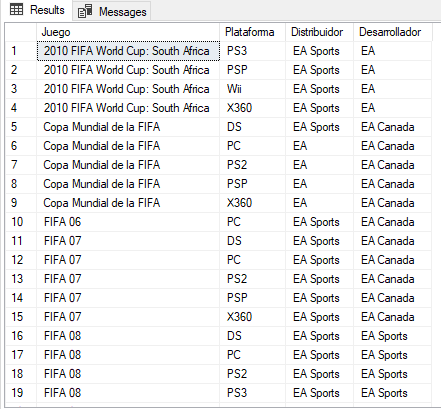 Results Messages
Juego Plataforma Distribuidor Desarrollador
1 2010 FIFA World Cup: South Africa PS3 EA Sports EA
2 2010 FIFA World Cup: South Africa PSP EA Sports EA
3 2010 FIFA World Cup: South Africa Wii EA Sports EA
4 2010 FIFA World Cup: South Africa X360 EA Sports EA
5 Copa Mundial de la FIFA DS EA Sports EA Canada
6 Copa Mundial de la FIFA PC EA EA Canada
7 Copa Mundial de la FIFA PS2 EA EA Canada
8 Copa Mundial de la FIFA PSP EA EA Canada
9 Copa Mundial de la FIFA X360 EA EA Canada
10 FIFA 06 PC EA Sports EA Canada
11 FIFA 07 DS EA Sports EA Canada
12 FIFA 07 PC EA Sports EA Canada
13 FIFA 07 PS2 EA Sports EA Canada
14 FIFA 07 PSP EA Sports EA Canada
15 FIFA 07 X360 EA Sports EA Canada
16 FIFA 08 DS EA Sports EA Sports
17 FIFA 08 PC EA Sports EA Sports
18 FIFA 08 PS2 EA Sports EA Sports
19 FIFA 08 PS3 EA Sports EA Sports